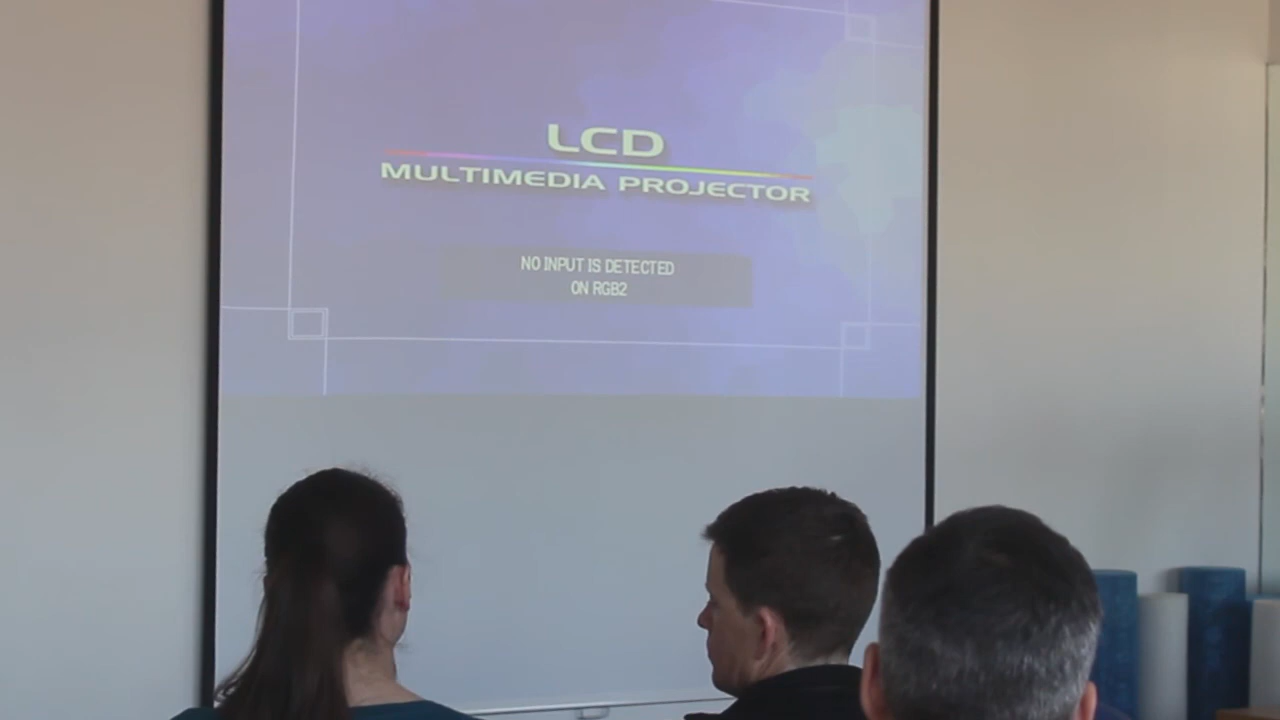 LCD
MULTIMEDIA PROJECTOR
NO INPUT IS DETECTED
ON RGB2